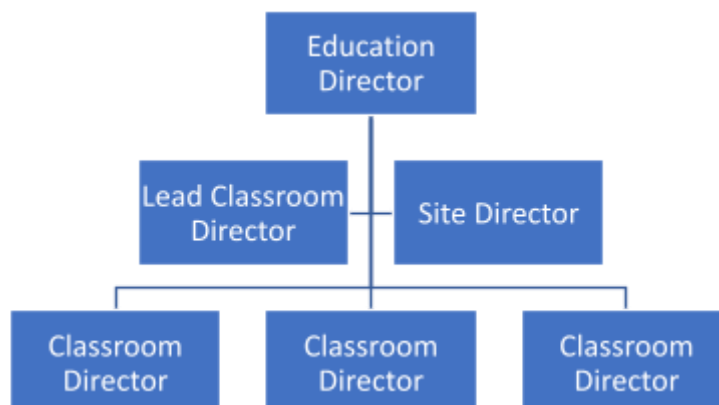 Education
Director
Lead Classroom
Director
Site Director
Classroom
Director
Classroom
Director
Classroom
Director